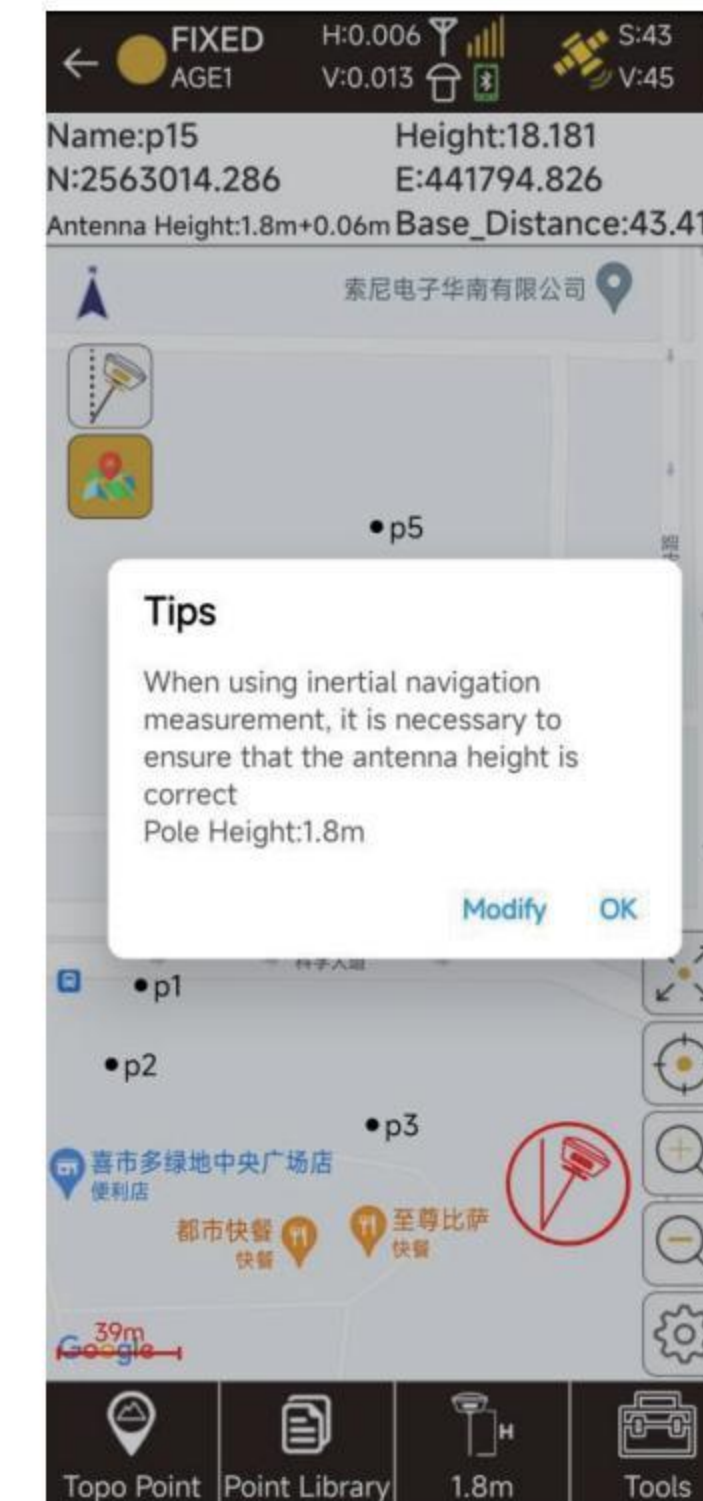 FIXED
AGE1
H:0.006
V:0.013
S:43
V:45
Name:p15
Height:18.181
N:2563014.286
E:441794.826
Antenna Height:1.8m+0.06m
Base_Distance:43.41
索尼电子华南有限公司
p5
Tips
When using inertial navigation
measurement, it is necessary to
ensure that the antenna height is
correct
Pole Height:1.8m
Modify
OK
p1
p2
p3
喜市多绿地中央广场店
便利店
都市快餐
快餐
至尊比萨
快餐
39m
Google
H
Topo Point
Point Library
1.8m
Tools